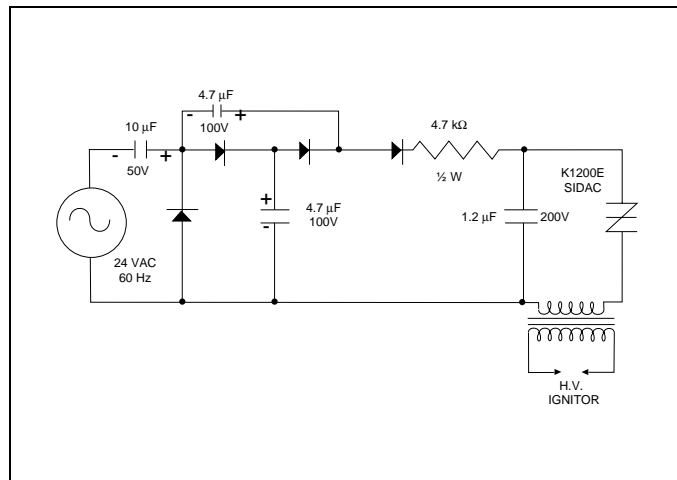 4.7 μF
- +
100V
10 μF
- +
50V
4.7 kΩ
½ W
K1200E
SIDAC
+
-
4.7 μF
100V
1.2 μF
200V
24 VAC
60 Hz
H.V.
IGNITOR